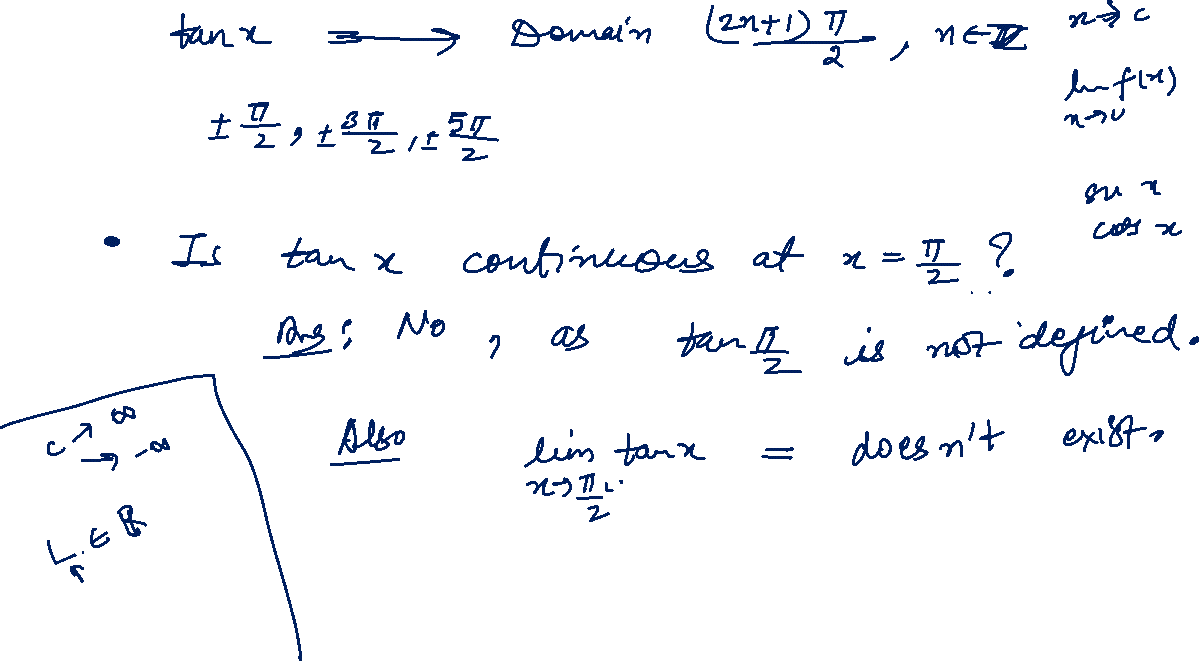 tan x ⟹ Domain (2n+1)π/2 , n ∈ ℤ
x→c
lim f(x)
x→c
± π/2 , ± 3π/2 , ± 5π/2
sin x
cos x
• Is tan x continuous at x = π/2 ?
Ans: No , as tan π/2 is not defined.
Also lim tan x = doesn't exist.
x→π/2
c → ∞
→ -∞
L ∈ ℝ